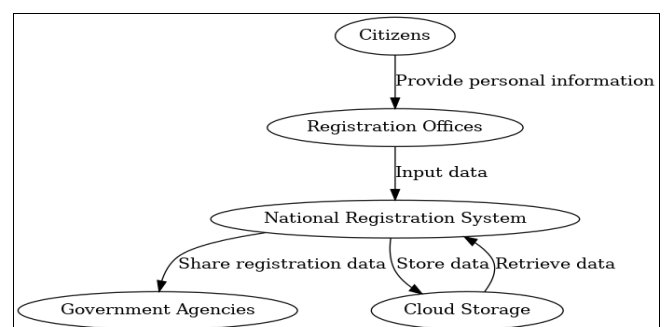 Citizens
Provide personal information
Registration Offices
Input data
National Registration System
Share registration data
Store data
Retrieve data
Government Agencies
Cloud Storage